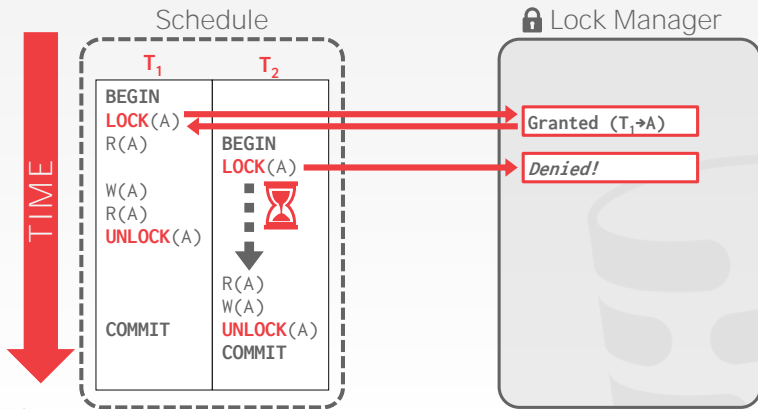 Schedule
Lock Manager
TIME
T1 T2
BEGIN
LOCK(A)
R(A)
W(A)
R(A)
UNLOCK(A)
COMMIT
BEGIN
LOCK(A)
R(A)
W(A)
UNLOCK(A)
COMMIT
Granted (T1→A)
Denied!